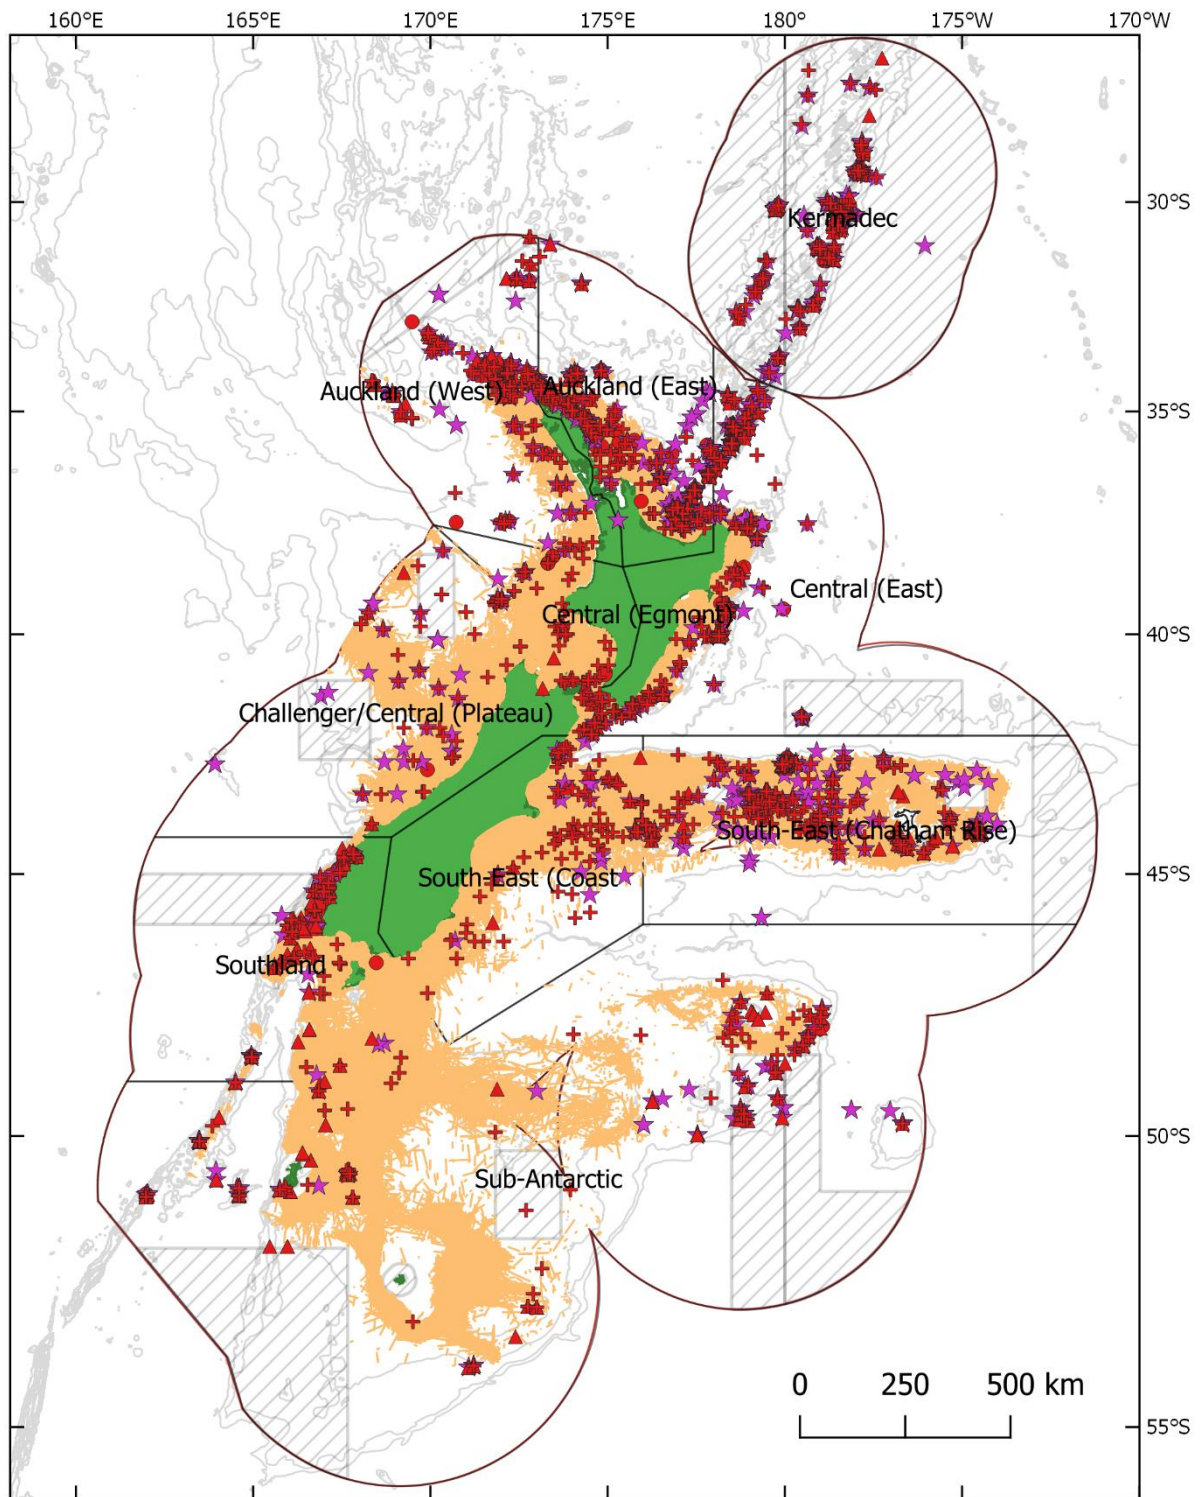 160°E 165°E 170°E 175°E 180° 175°W 170°W
30°S
Kermadec
Auckland (West) Auckland (East)
35°S
Central (East)
Central (Egmont)
40°S
Challenger/Central (Plateau)
South-East (Chatham Rise)
South-East (Coast
45°S
Southland
50°S
Sub-Antarctic
0 250 500 km
55°S